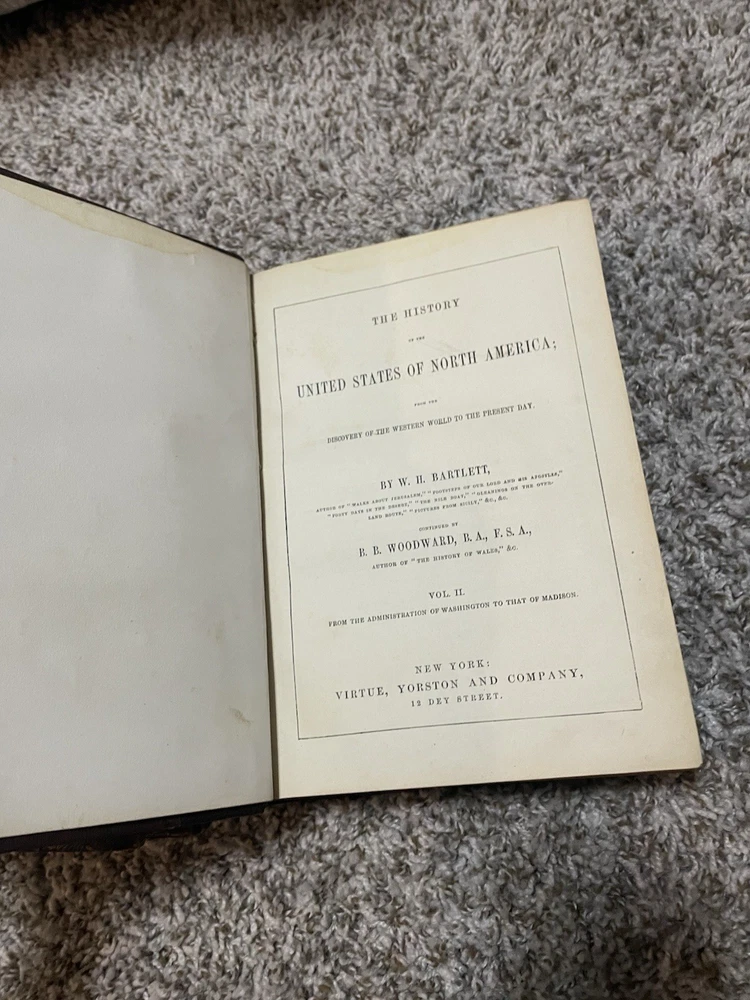 THE HISTORY
OF THE
UNITED STATES OF NORTH AMERICA;
FROM THE
DISCOVERY OF THE WESTERN WORLD TO THE PRESENT DAY.
BY W. H. BARTLETT,
AUTHOR OF "WALKS ABOUT JERUSALEM," "FOOTSTEPS OF OUR LORD AND HIS APOSTLES,"
"FORTY DAYS IN THE DESERT," "THE NILE BOAT," "GLEANINGS ON THE OVER-
LAND ROUTE," "PICTURES FROM SICILY," &C., &C.
CONTINUED BY
B. B. WOODWARD, B.A., F.S.A.,
AUTHOR OF "THE HISTORY OF WALES," &C.
VOL. II.
FROM THE ADMINISTRATION OF WASHINGTON TO THAT OF MADISON.
NEW YORK:
VIRTUE, YORSTON AND COMPANY,
12 DEY STREET.